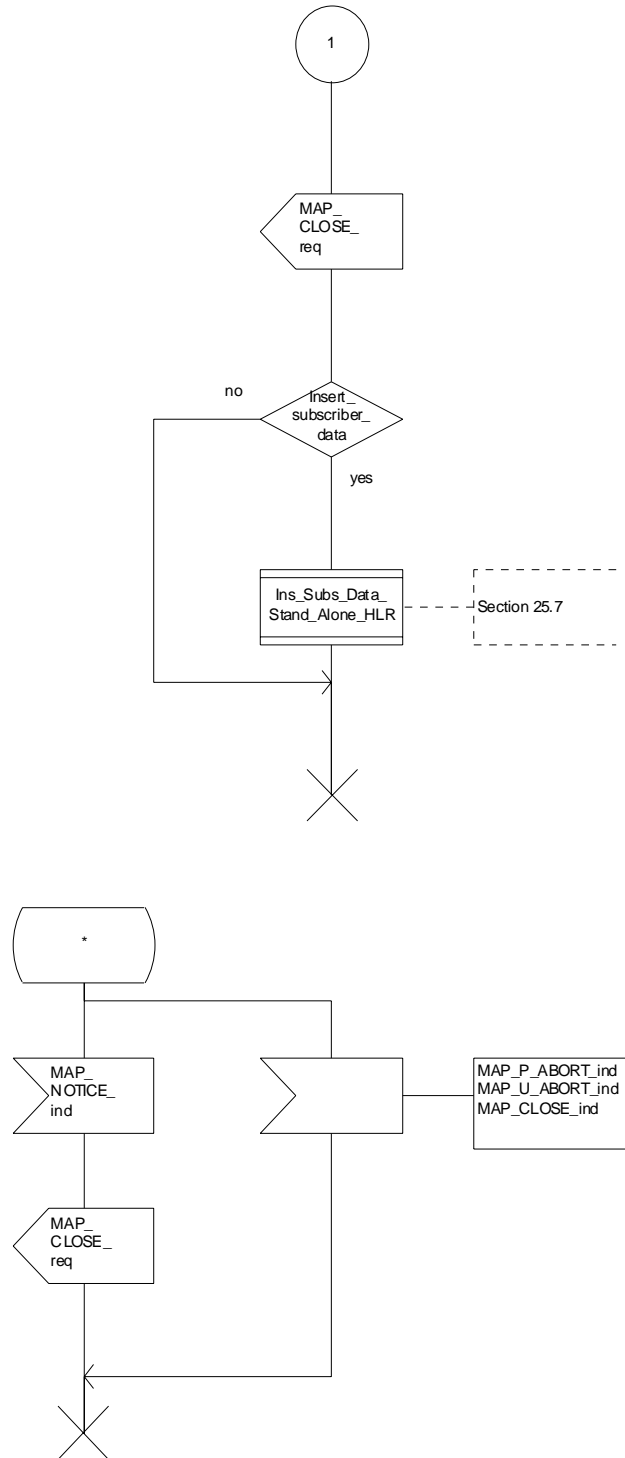 1
MAP_
CLOSE_
req
no
Insert_
subscriber_
data
yes
Ins_Subs_Data_
Stand_Alone_HLR
Section 25.7
*
MAP_
NOTICE_
ind
MAP_P_ABORT_ind
MAP_U_ABORT_ind
MAP_CLOSE_ind
MAP_
CLOSE_
req